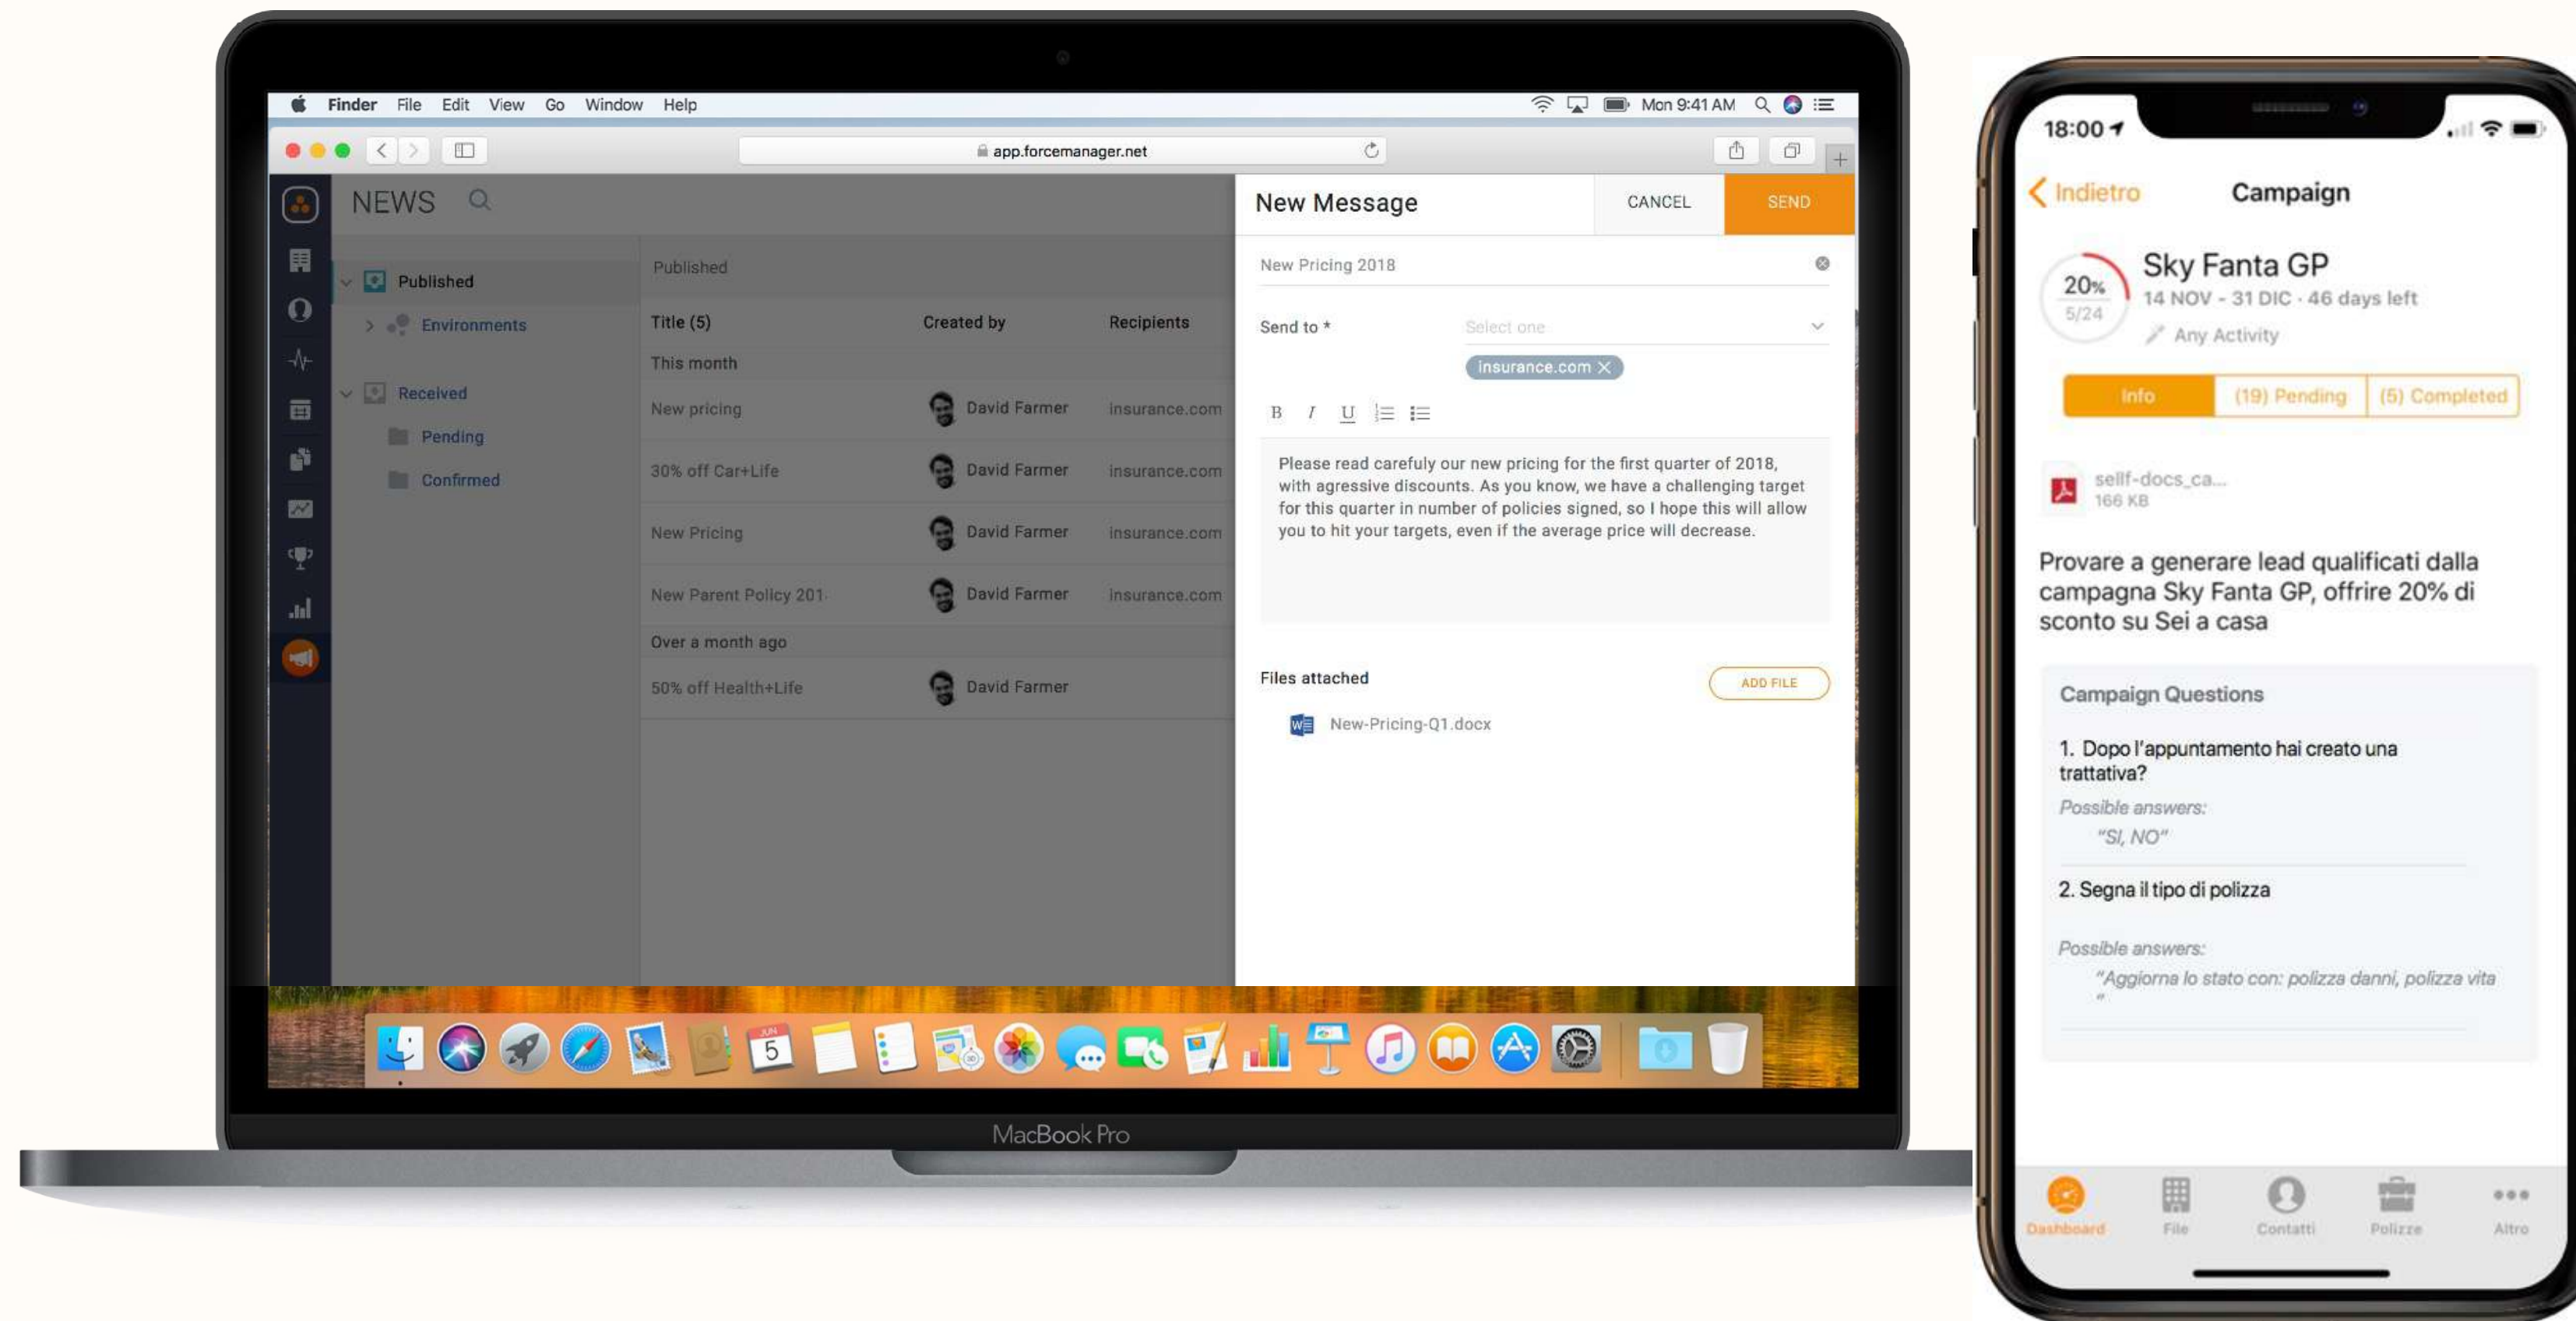 Finder File Edit View Go Window Help
Mon 9:41 AM
app.forcemanager.net
NEWS
Published
Environments
Received
Pending
Confirmed
Published
Title (5) Created by Recipients
This month
New pricing David Farmer insurance.com
30% off Car+Life David Farmer insurance.com
New Pricing David Farmer insurance.com
New Parent Policy 201 David Farmer insurance.com
Over a month ago
50% off Health+Life David Farmer
New Message CANCEL SEND
New Pricing 2018
Send to * Select one
insurance.com
B I U
Please read carefuly our new pricing for the first quarter of 2018,
with agressive discounts. As you know, we have a challenging target
for this quarter in number of policies signed, so I hope this will allow
you to hit your targets, even if the average price will decrease.
Files attached ADD FILE
New-Pricing-Q1.docx
JUN
5
MacBook Pro
18:00
Indietro Campaign
20%
5/24
Sky Fanta GP
14 NOV - 31 DIC · 46 days left
Any Activity
Info (19) Pending (5) Completed
sellf-docs_ca...
166 KB
Provare a generare lead qualificati dalla
campagna Sky Fanta GP, offrire 20% di
sconto su Sei a casa
Campaign Questions
1. Dopo l'appuntamento hai creato una
trattativa?
Possible answers:
"SI, NO"
2. Segna il tipo di polizza
Possible answers:
"Aggiorna lo stato con: polizza danni, polizza vita
"
Dashboard File Contatti Polizze Altro